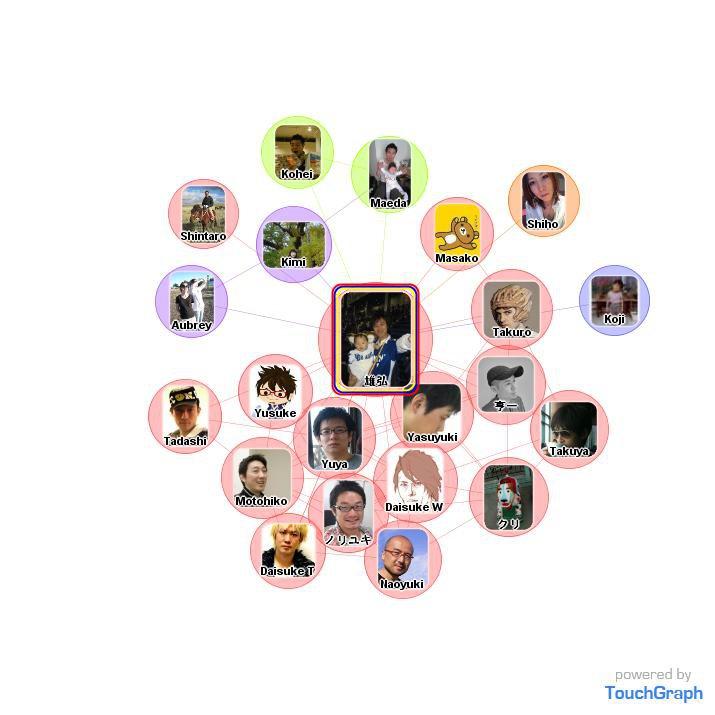 Kohei
Maeda
Shintaro
Shiho
Kimi
Masako
Aubrey
Koji
Takuro
雄弘
亨一
Yusuke
Tadashi
Yasuyuki
Takuya
Yuya
Motohiko
Daisuke W
クリ
ノリユキ
Daisuke T
Naoyuki
powered by
TouchGraph